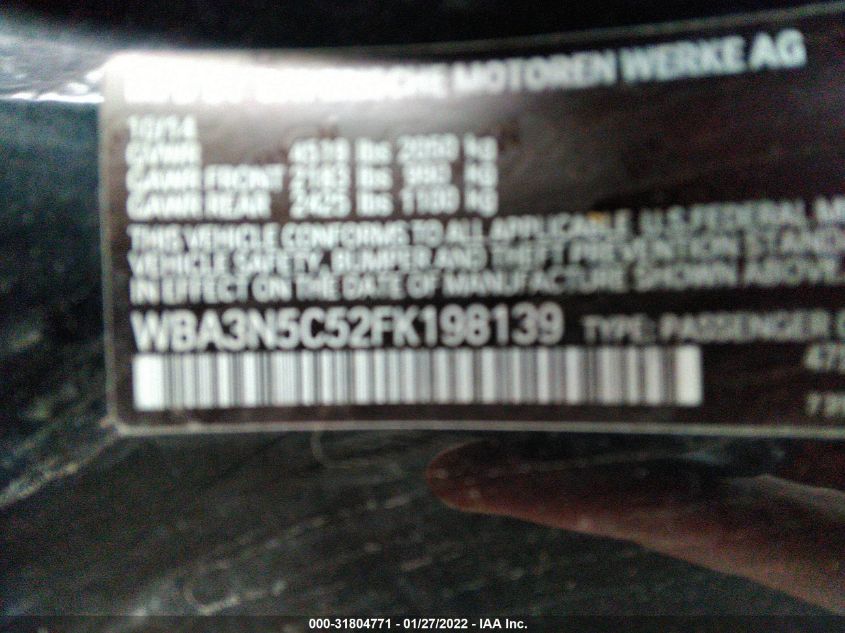 MOTOREN WERKE AG
10/14
GVWR 4519 lbs 2050 kg
GAWR FRONT 2183 lbs 990 kg
GAWR REAR 2425 lbs 1100 kg
THIS VEHICLE CONFORMS TO ALL APPLICABLE U.S. FEDERAL
VEHICLE SAFETY, BUMPER AND THEFT PREVENTION
IN EFFECT ON THE DATE OF MANUFACTURE SHOWN ABOVE.
WBA3N5C52FK198139 TYPE: PASSENGER
000-31804771 - 01/27/2022 - IAA Inc.